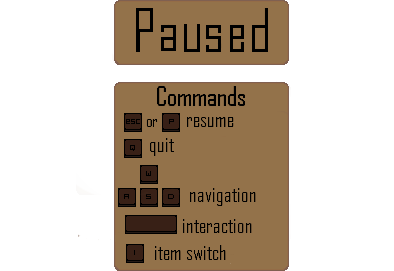 Paused
Commands
ESC or P resume
Q quit
W
A S D navigation
interaction
I item switch